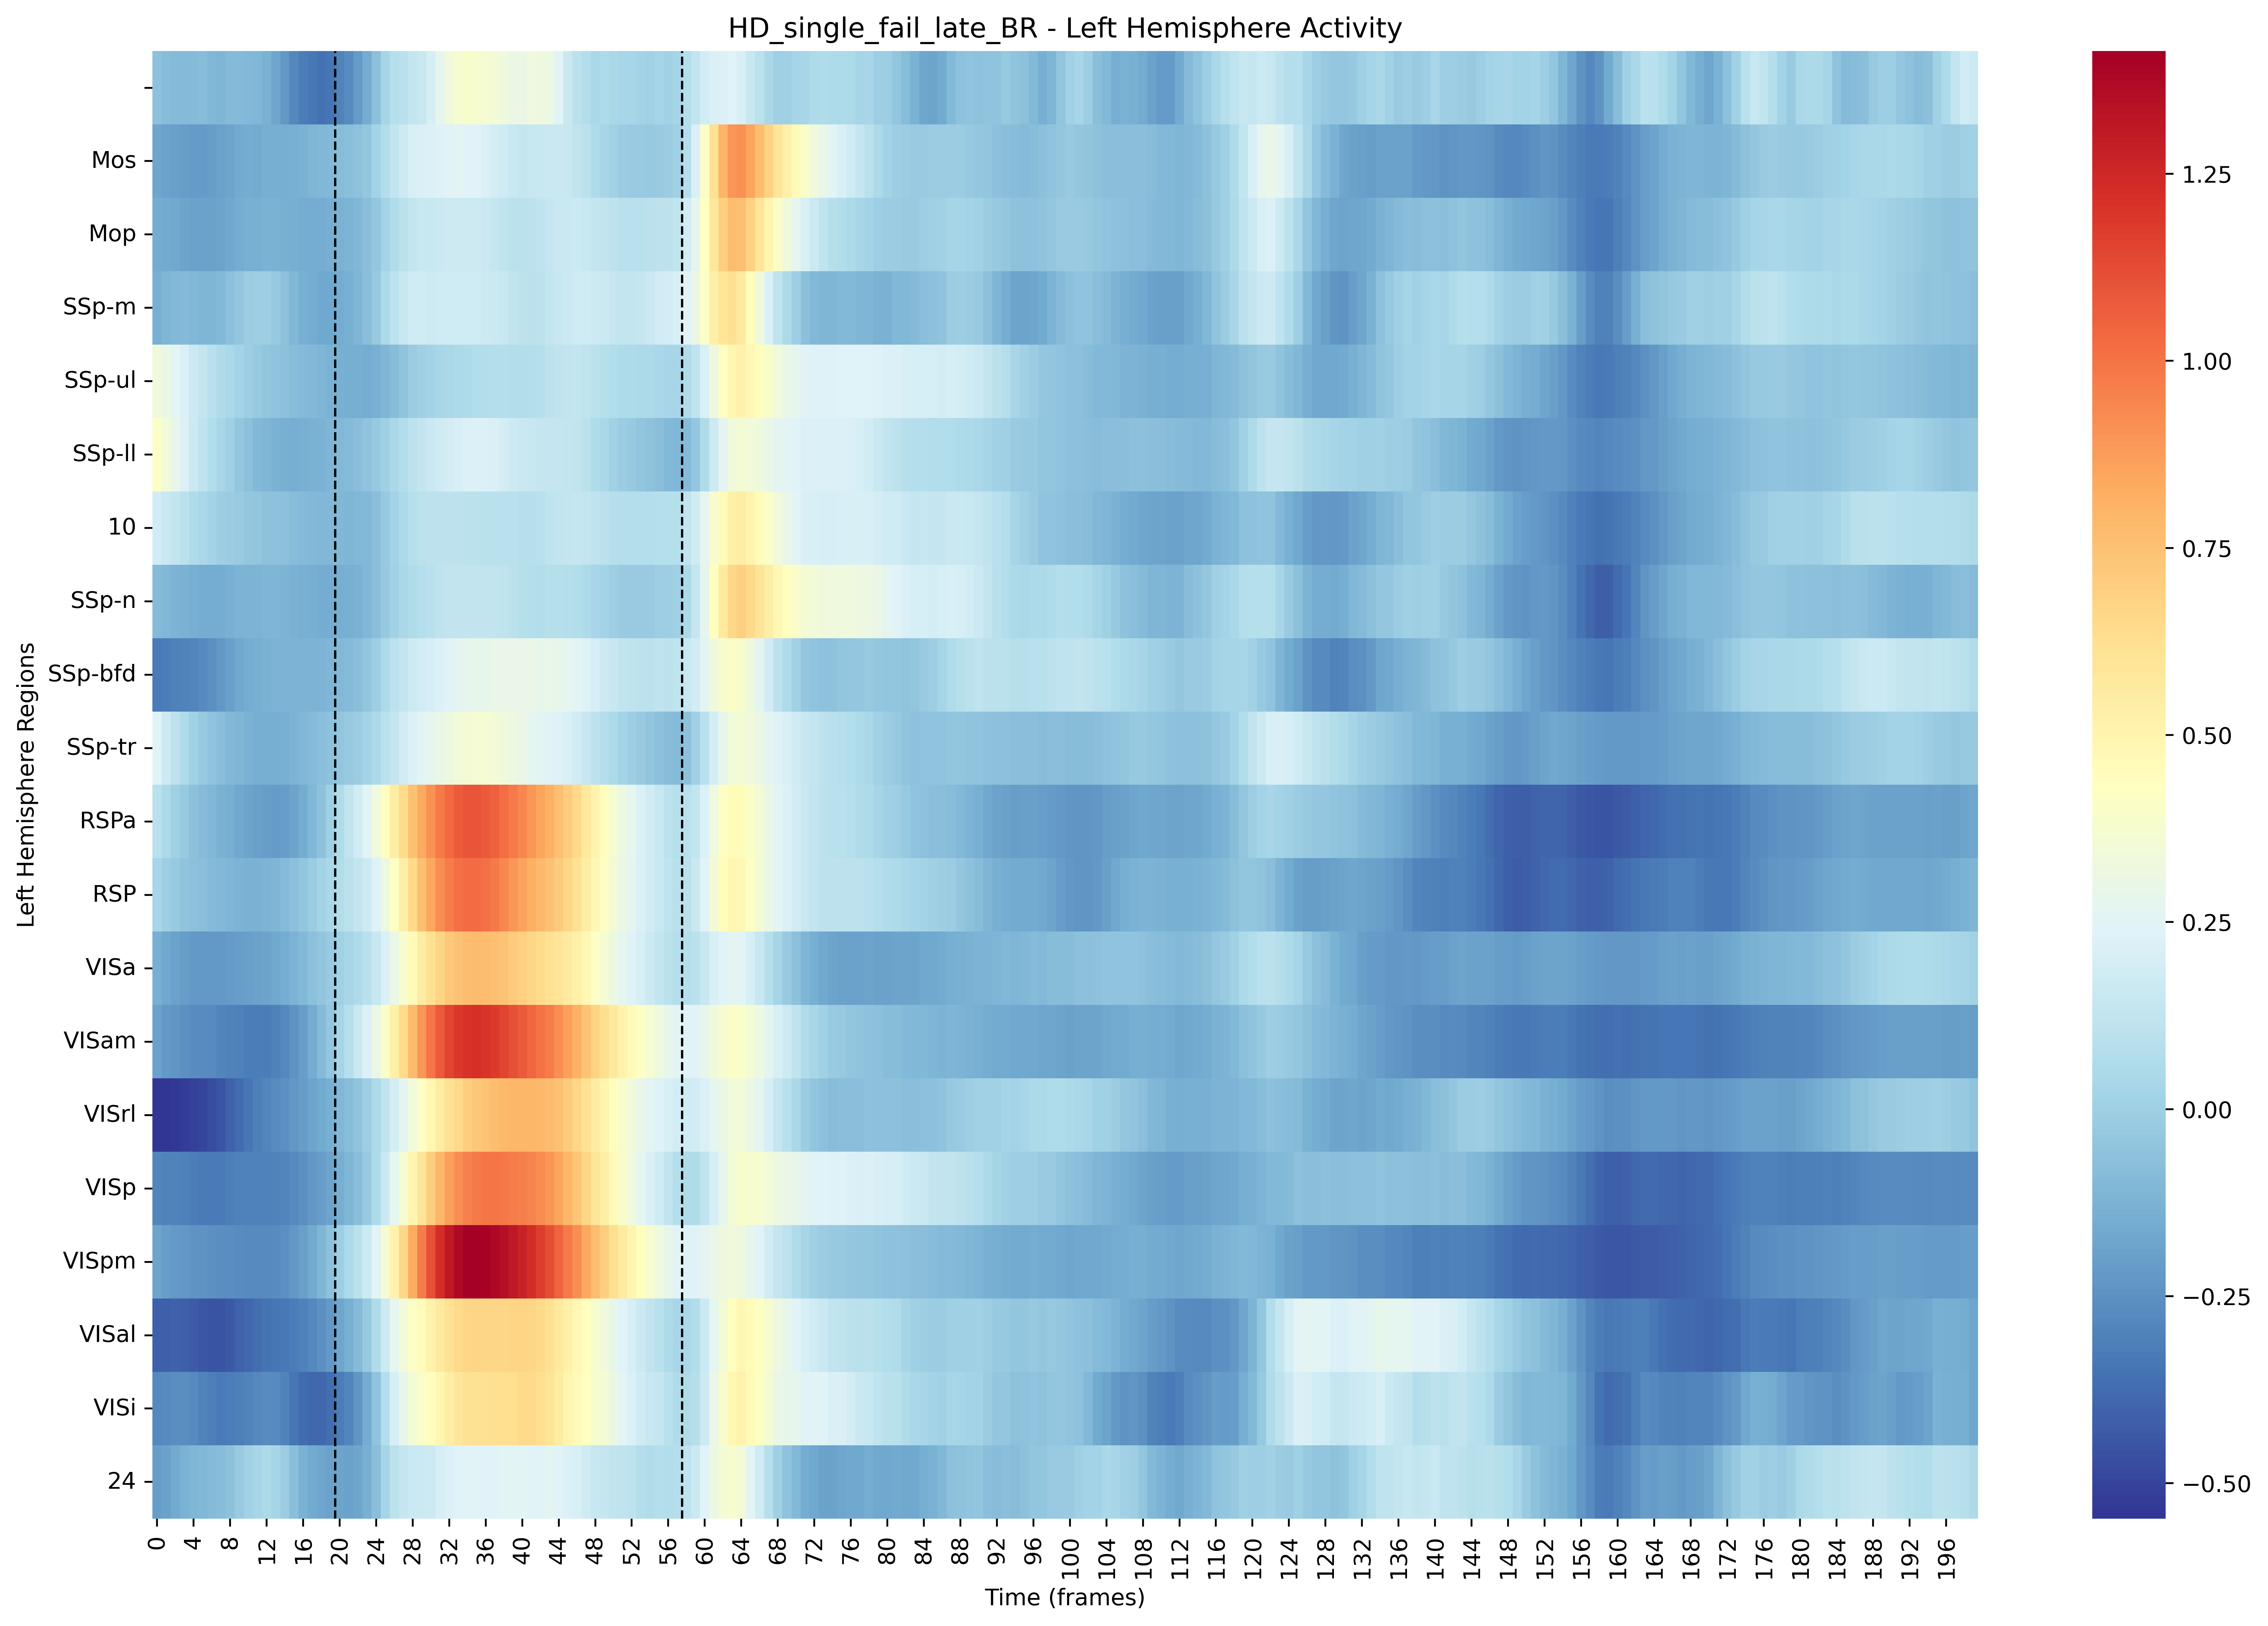 HD_single_fail_late_BR - Left Hemisphere Activity
Left Hemisphere Regions
Mos
Mop
SSp-m
SSp-ul
SSp-ll
10
SSp-n
SSp-bfd
SSp-tr
RSPa
RSP
VISa
VISam
VISrl
VISp
VISpm
VISal
VISi
24
0 4 8 12 16 20 24 28 32 36 40 44 48 52 56 60 64 68 72 76 80 84 88 92 96 100 104 108 112 116 120 124 128 132 136 140 144 148 152 156 160 164 168 172 176 180 184 188 192 196
Time (frames)
1.25
1.00
0.75
0.50
0.25
0.00
−0.25
−0.50